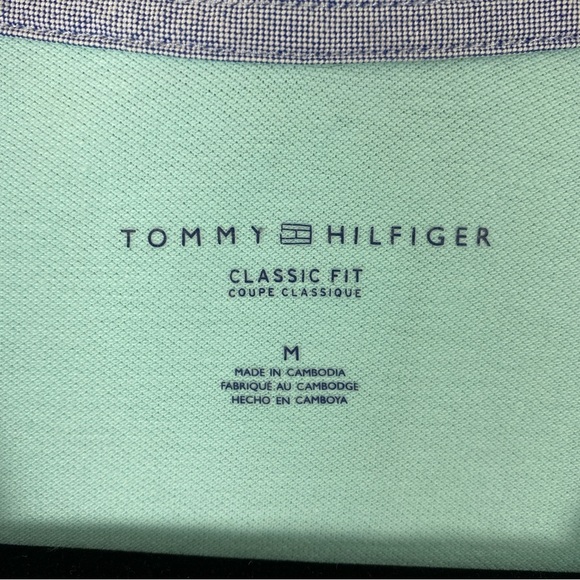 TOMMY HILFIGER
CLASSIC FIT
COUPE CLASSIQUE
M
MADE IN CAMBODIA
FABRIQUÉ AU CAMBODGE
HECHO EN CAMBOYA